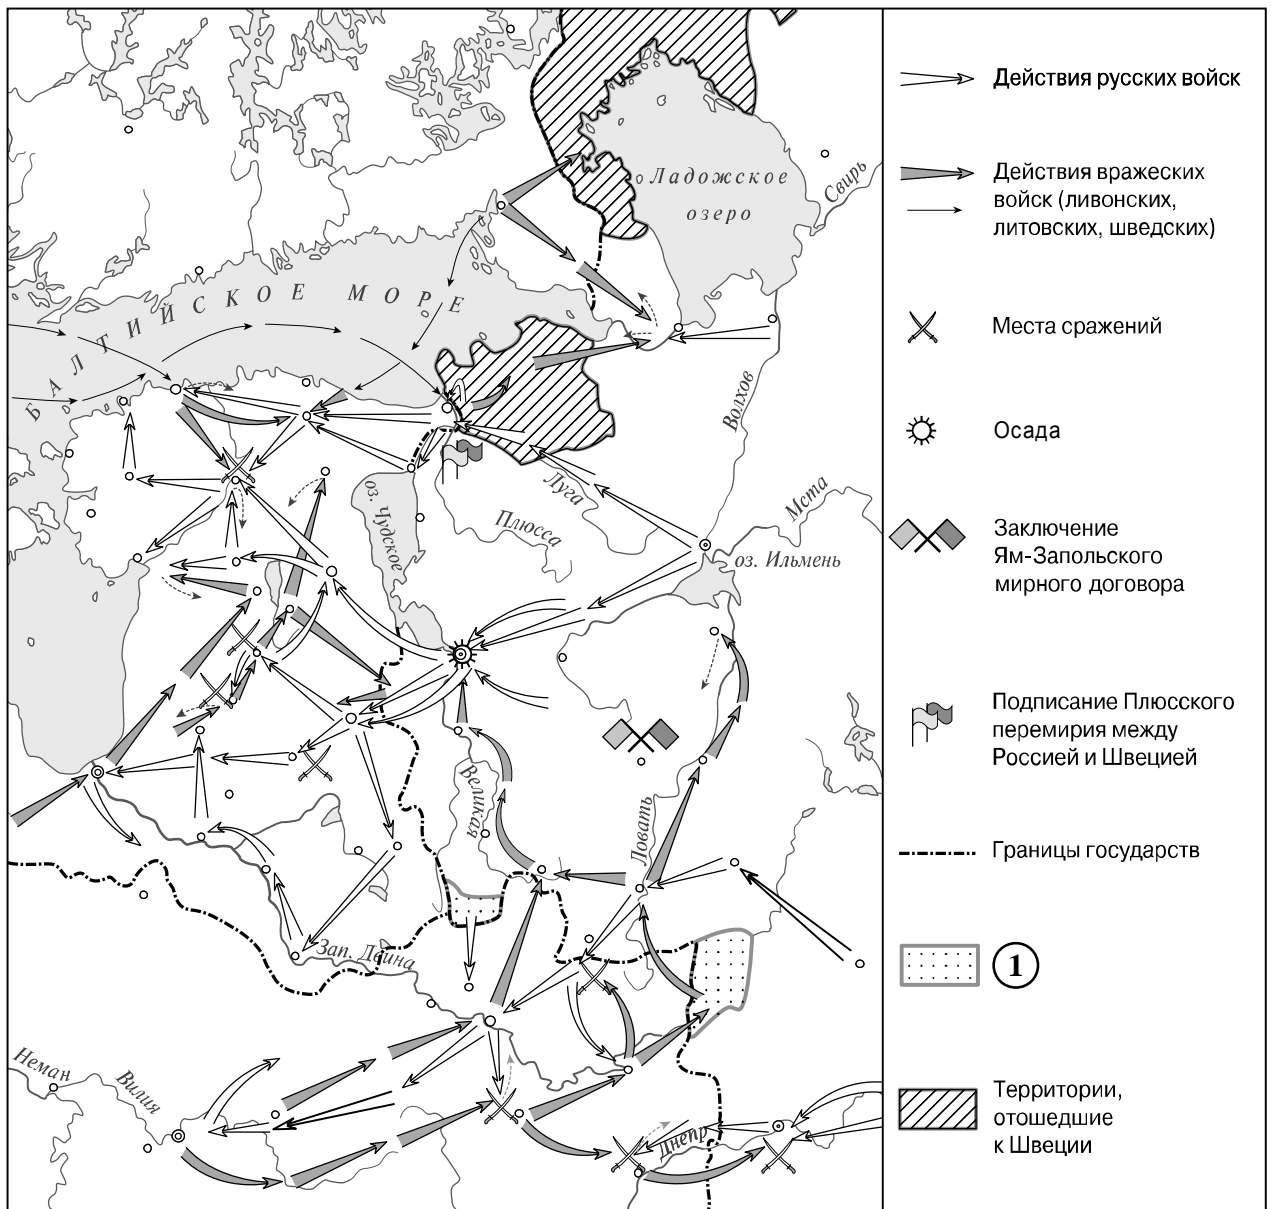 Ладожское
озеро
Свирь
БАЛТИЙСКОЕ МОРЕ
Волхов
Луга
Мста
оз. Чудское
Плюсса
оз. Ильмень
Великая
Ловать
Зап. Двина
Неман
Вилия
Днепр
Действия русских войск
Действия вражеских
войск (ливонских,
литовских, шведских)
Места сражений
Осада
Заключение
Ям-Запольского
мирного договора
Подписание Плюсского
перемирия между
Россией и Швецией
Границы государств
1
Территории,
отошедшие
к Швеции